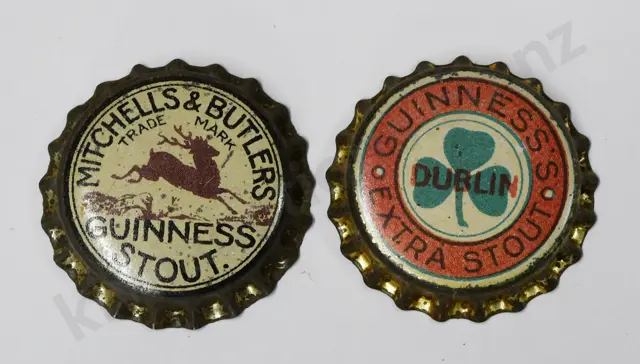 MITCHELLS & BUTLERS
TRADE MARK
GUINNESS
STOUT.
GUINNESS'S
DUBLIN
EXTRA STOUT